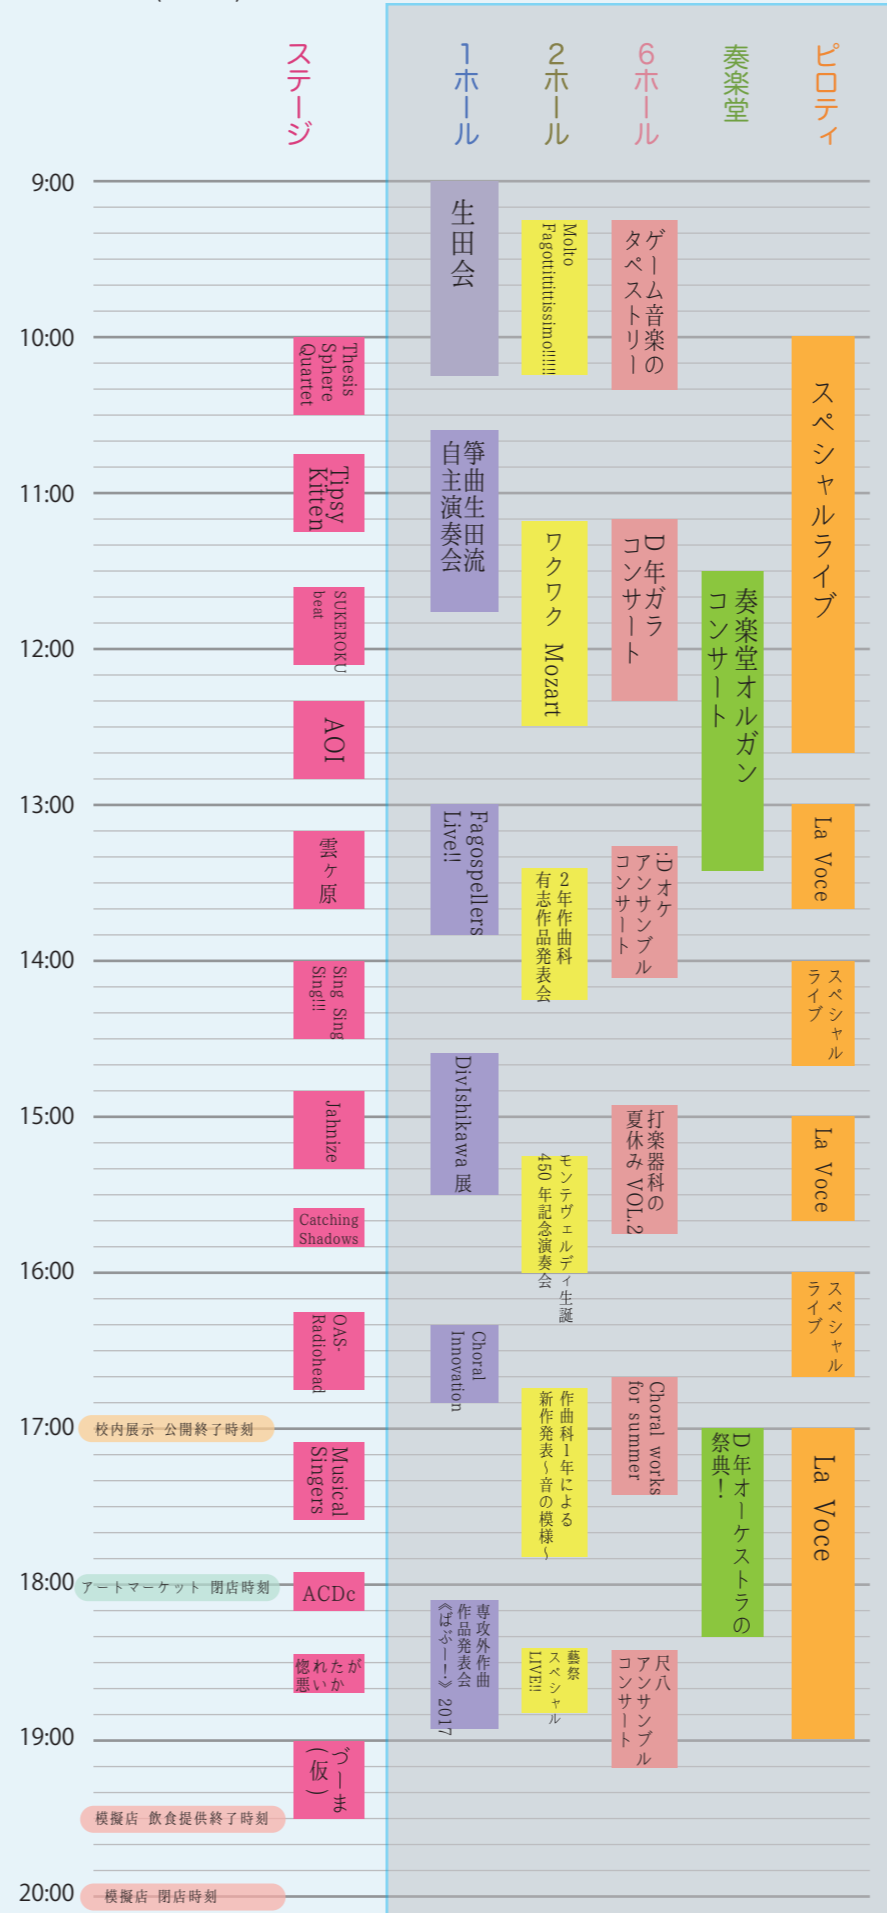 ステージ
1ホール
2ホール
6ホール
奏楽堂
ピロティ
9:00
10:00
11:00
12:00
13:00
14:00
15:00
16:00
17:00
18:00
19:00
20:00
校内展示 公開終了時刻
アートマーケット 閉店時刻
模擬店 飲食提供終了時刻
模擬店 閉店時刻
Thesis
Sphere
Quartet
Tipsy
Kitten
SUKEROKU
beat
AOI
雲ヶ原
Sing Sing
Sing!!!
Jahnize
Catching
Shadows
OAS-
Radiohead
Musical
Singers
ACDc
惚れたが
悪いか
づーま
(仮)
生田会
箏曲生田流
自主演奏会
Fagospellers
Live!!
DivIshikawa 展
Choral
Innovation
専攻外作曲
作品発表会
《ばぶー！》2017
Molto
Fagottittittissimo!!!!!!
ワクワク Mozart
2年作曲科
有志作品発表会
モンテヴェルディ生誕
450年記念演奏会
作曲科1年による
新作発表～音の模様～
藝祭
スペシャル
LIVE!!
ゲーム音楽の
タペストリー
D年ガラ
コンサート
:Dオケ
アンサンブル
コンサート
打楽器科の
夏休み VOL.2
Choral works
for summer
尺八
アンサンブル
コンサート
奏楽堂オルガン
コンサート
D年オーケストラの
祭典！
スペシャルライブ
La Voce
スペシャル
ライブ
La Voce
スペシャル
ライブ
La Voce